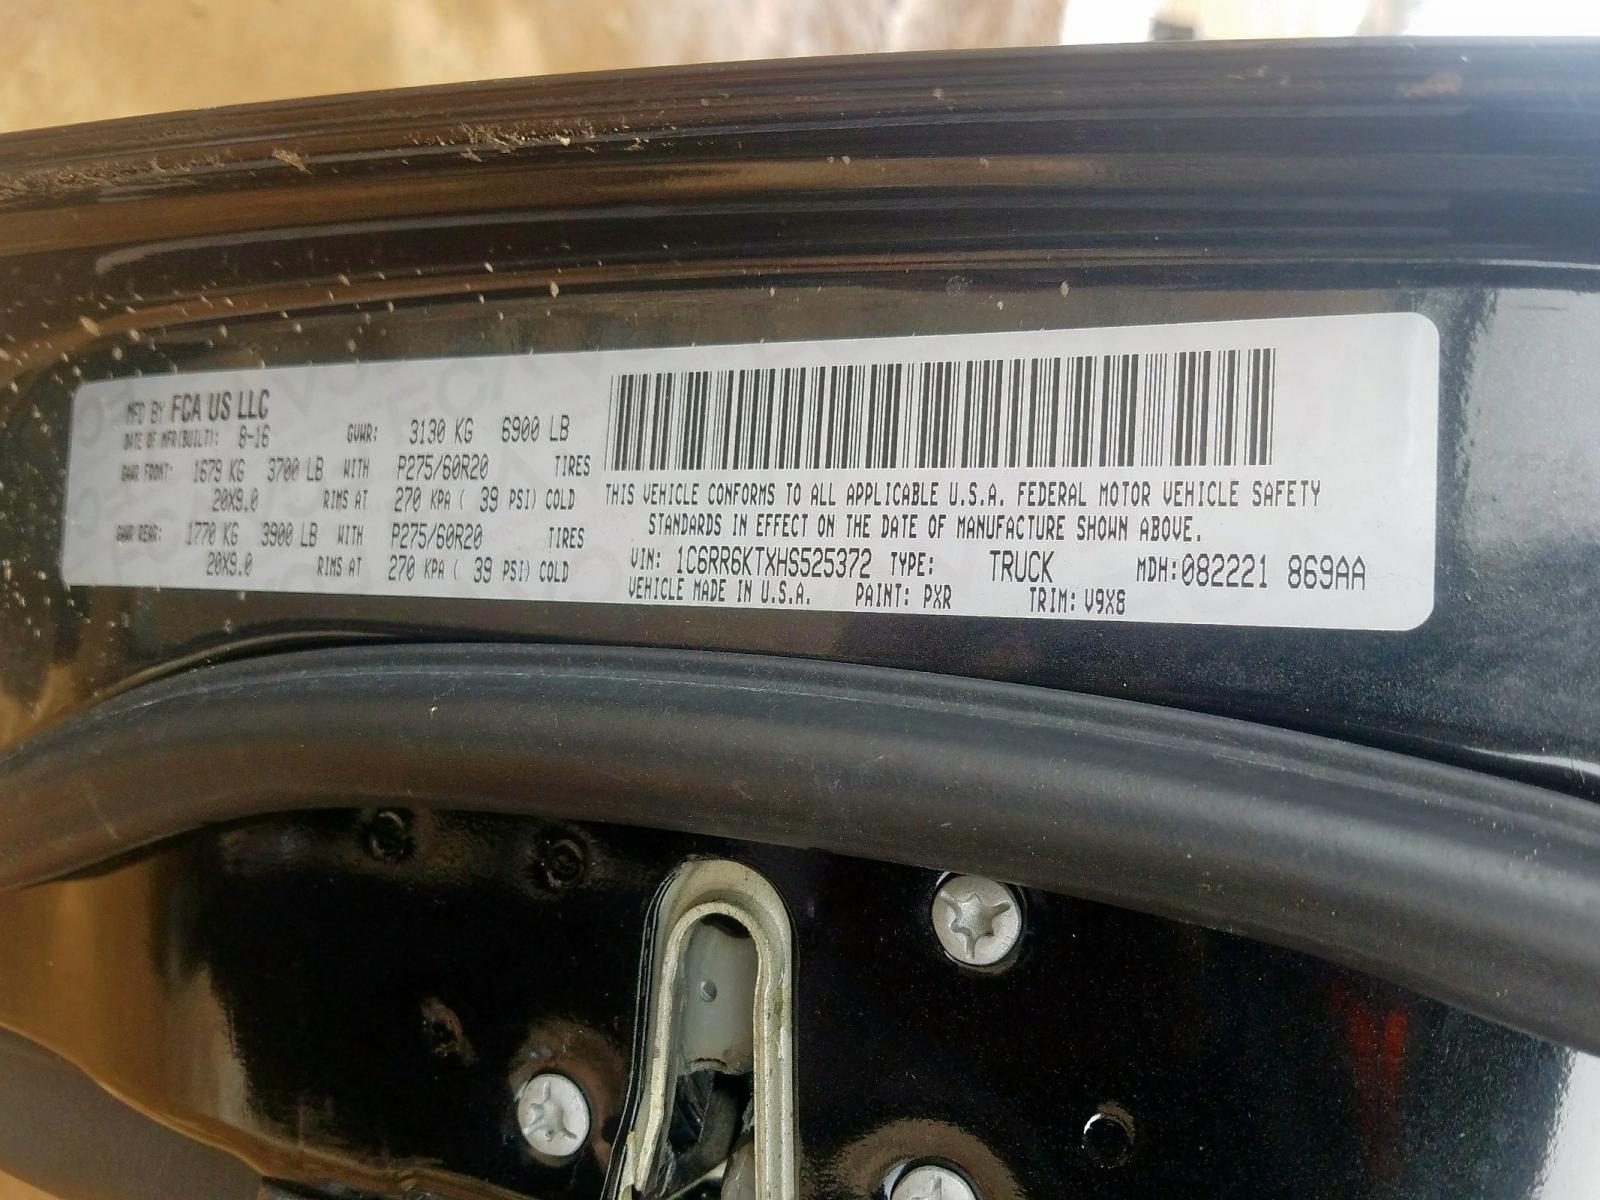 MFD BY FCA US LLC
DATE OF MFR(BUILT): 8-16 GVWR: 3130 KG 6900 LB
GAWR FRONT: 1679 KG 3700 LB WITH P275/60R20 TIRES
20X9.0 RIMS AT 270 KPA ( 39 PSI) COLD
GAWR REAR: 1770 KG 3900 LB WITH P275/60R20 TIRES
20X9.0 RIMS AT 270 KPA ( 39 PSI) COLD
THIS VEHICLE CONFORMS TO ALL APPLICABLE U.S.A. FEDERAL MOTOR VEHICLE SAFETY
STANDARDS IN EFFECT ON THE DATE OF MANUFACTURE SHOWN ABOVE.
VIN: 1C6RR6KTXHS525372 TYPE: TRUCK MDH:082221 869AA
VEHICLE MADE IN U.S.A. PAINT: PXR TRIM: V9X8